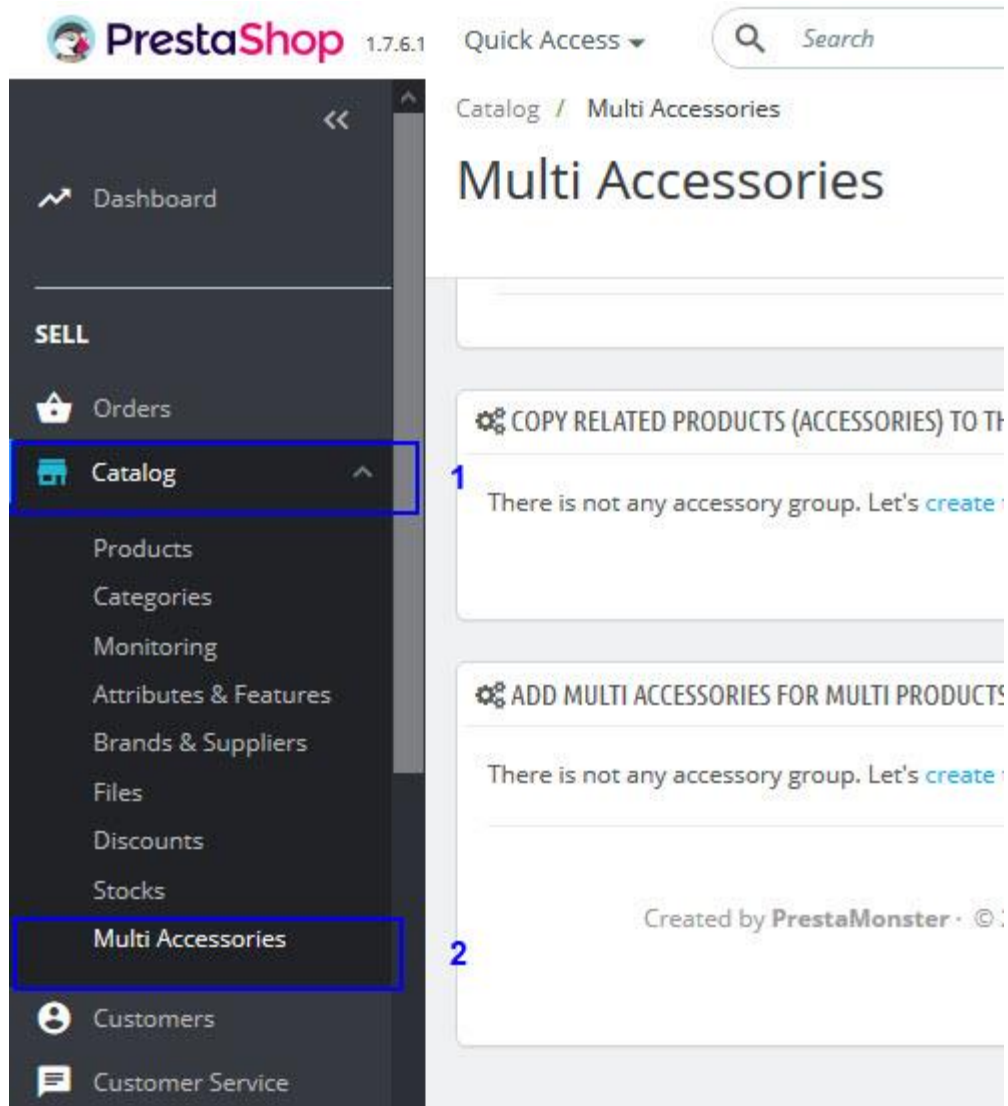 PrestaShop 1.7.6.1 Quick Access Search
Catalog / Multi Accessories
Multi Accessories
Dashboard
SELL
Orders
Catalog
1
Products
Categories
Monitoring
Attributes & Features
Brands & Suppliers
Files
Discounts
Stocks
Multi Accessories
2
Customers
Customer Service
COPY RELATED PRODUCTS (ACCESSORIES) TO TH
There is not any accessory group. Let's create
ADD MULTI ACCESSORIES FOR MULTI PRODUCTS
There is not any accessory group. Let's create
Created by PrestaMonster · ©